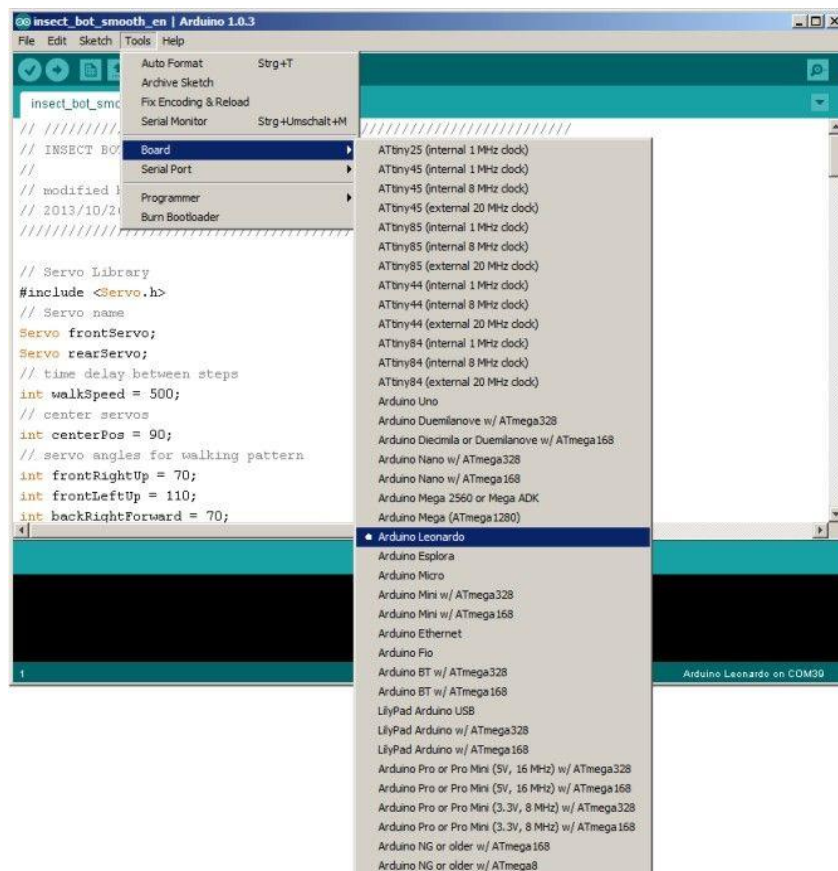 insect_bot_smooth_en | Arduino 1.0.3
File Edit Sketch Tools Help
Auto Format Strg+T
Archive Sketch
Fix Encoding & Reload
Serial Monitor Strg+Umschalt+M
Board
Serial Port
Programmer
Burn Bootloader
insect_bot_smo
// ///////// //////////////////////////
// INSECT BOT
//
// modified
// 2013/10/2
////////////////////////////////////
// Servo Library
#include <Servo.h>
// Servo name
Servo frontServo;
Servo rearServo;
// time delay between steps
int walkSpeed = 500;
// center servos
int centerPos = 90;
// servo angles for walking pattern
int frontRightUp = 70;
int frontLeftUp = 110;
int backRightForward = 70;
ATtiny25 (internal 1 MHz clock)
ATtiny45 (internal 1 MHz clock)
ATtiny45 (internal 8 MHz clock)
ATtiny45 (external 20 MHz clock)
ATtiny85 (internal 1 MHz clock)
ATtiny85 (internal 8 MHz clock)
ATtiny85 (external 20 MHz clock)
ATtiny44 (internal 1 MHz clock)
ATtiny44 (internal 8 MHz clock)
ATtiny44 (external 20 MHz clock)
ATtiny84 (internal 1 MHz clock)
ATtiny84 (internal 8 MHz clock)
ATtiny84 (external 20 MHz clock)
Arduino Uno
Arduino Duemilanove w/ ATmega328
Arduino Diecimila or Duemilanove w/ ATmega168
Arduino Nano w/ ATmega328
Arduino Nano w/ ATmega168
Arduino Mega 2560 or Mega ADK
Arduino Mega (ATmega1280)
Arduino Leonardo
Arduino Esplora
Arduino Micro
Arduino Mini w/ ATmega328
Arduino Mini w/ ATmega168
Arduino Ethernet
Arduino Fio
Arduino BT w/ ATmega328
Arduino BT w/ ATmega168
LilyPad Arduino USB
LilyPad Arduino w/ ATmega328
LilyPad Arduino w/ ATmega168
Arduino Pro or Pro Mini (5V, 16 MHz) w/ ATmega328
Arduino Pro or Pro Mini (5V, 16 MHz) w/ ATmega168
Arduino Pro or Pro Mini (3.3V, 8 MHz) w/ ATmega328
Arduino Pro or Pro Mini (3.3V, 8 MHz) w/ ATmega168
Arduino NG or older w/ ATmega168
Arduino NG or older w/ ATmega8
1 Arduino Leonardo on COM39